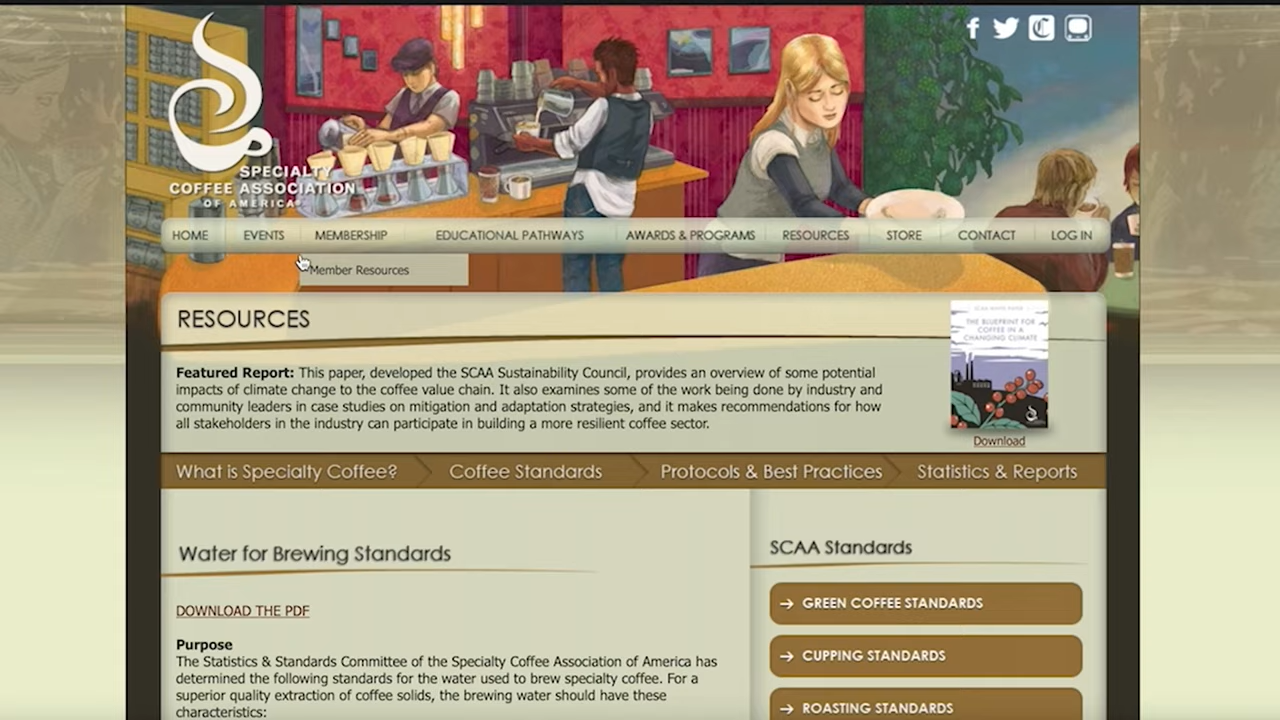 SPECIALTY
COFFEE ASSOCIATION
OF AMERICA
HOME EVENTS MEMBERSHIP EDUCATIONAL PATHWAYS AWARDS & PROGRAMS RESOURCES STORE CONTACT LOG IN
Member Resources
RESOURCES
SCAA WHITE PAPER
THE BLUEPRINT FOR
COFFEE IN A
CHANGING CLIMATE
Featured Report: This paper, developed the SCAA Sustainability Council, provides an overview of some potential
impacts of climate change to the coffee value chain. It also examines some of the work being done by industry and
community leaders in case studies on mitigation and adaptation strategies, and it makes recommendations for how
all stakeholders in the industry can participate in building a more resilient coffee sector.
Download
What is Specialty Coffee? Coffee Standards Protocols & Best Practices Statistics & Reports
Water for Brewing Standards
DOWNLOAD THE PDF
Purpose
The Statistics & Standards Committee of the Specialty Coffee Association of America has
determined the following standards for the water used to brew specialty coffee. For a
superior quality extraction of coffee solids, the brewing water should have these
characteristics:
SCAA Standards
GREEN COFFEE STANDARDS
CUPPING STANDARDS
ROASTING STANDARDS